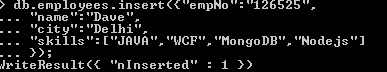 > db.employees.insert({"empNo":"126525",
... "name":"Dave",
... "city":"Delhi",
... "skills":["JAVA","WCF","MongoDB","Nodejs"]
... });
WriteResult({ "nInserted" : 1 })